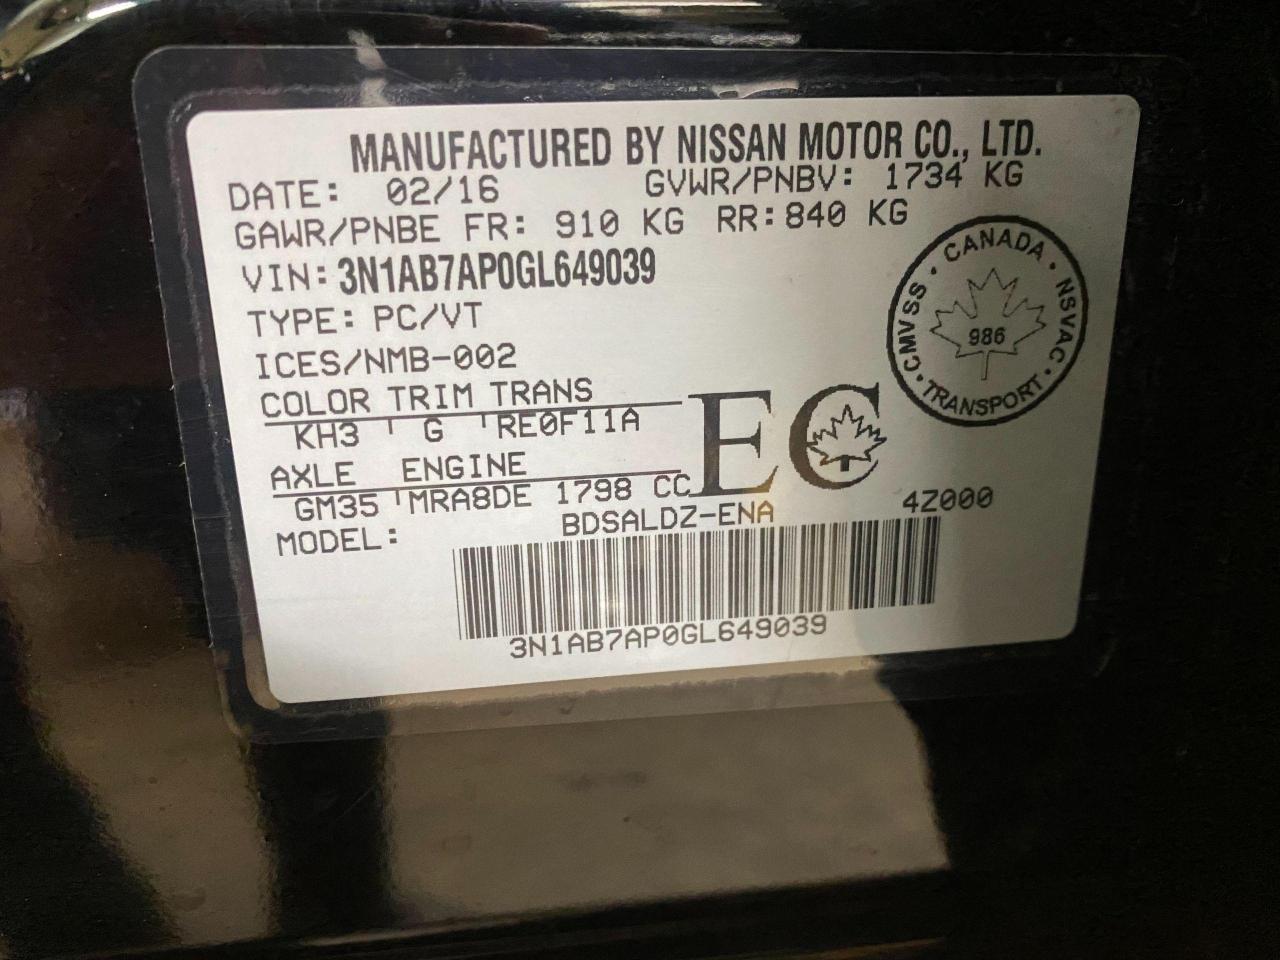 MANUFACTURED BY NISSAN MOTOR CO., LTD.
DATE: 02/16 GVWR/PNBV: 1734 KG
GAWR/PNBE FR: 910 KG RR: 840 KG
VIN: 3N1AB7AP0GL649039
TYPE: PC/VT
ICES/NMB-002
COLOR TRIM TRANS
KH3 G RE0F11A
AXLE ENGINE
GM35 MRA8DE 1798 CC
MODEL: BDSALDZ-ENA 4Z000
3N1AB7AP0GL649039
EC
CMVSS · CANADA · NSVAC · TRANSPORT ·
986